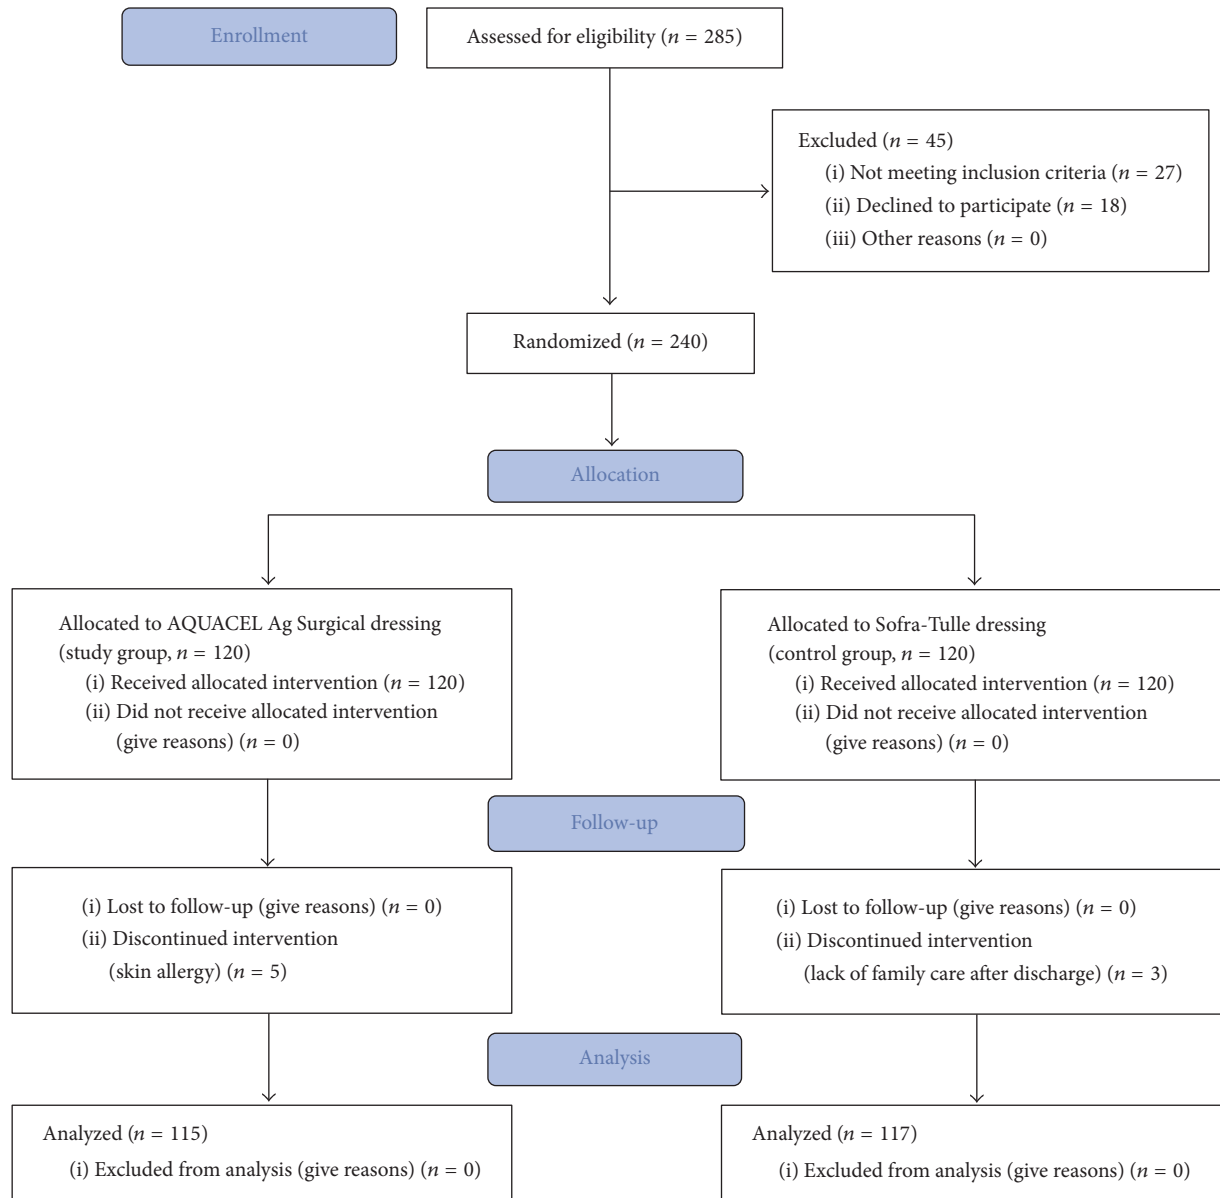 Enrollment
Assessed for eligibility (n = 285)
Excluded (n = 45)
(i) Not meeting inclusion criteria (n = 27)
(ii) Declined to participate (n = 18)
(iii) Other reasons (n = 0)
Randomized (n = 240)
Allocation
Allocated to AQUACEL Ag Surgical dressing
(study group, n = 120)
(i) Received allocated intervention (n = 120)
(ii) Did not receive allocated intervention
(give reasons) (n = 0)
Allocated to Sofra-Tulle dressing
(control group, n = 120)
(i) Received allocated intervention (n = 120)
(ii) Did not receive allocated intervention
(give reasons) (n = 0)
Follow-up
(i) Lost to follow-up (give reasons) (n = 0)
(ii) Discontinued intervention
(skin allergy) (n = 5)
(i) Lost to follow-up (give reasons) (n = 0)
(ii) Discontinued intervention
(lack of family care after discharge) (n = 3)
Analysis
Analyzed (n = 115)
(i) Excluded from analysis (give reasons) (n = 0)
Analyzed (n = 117)
(i) Excluded from analysis (give reasons) (n = 0)